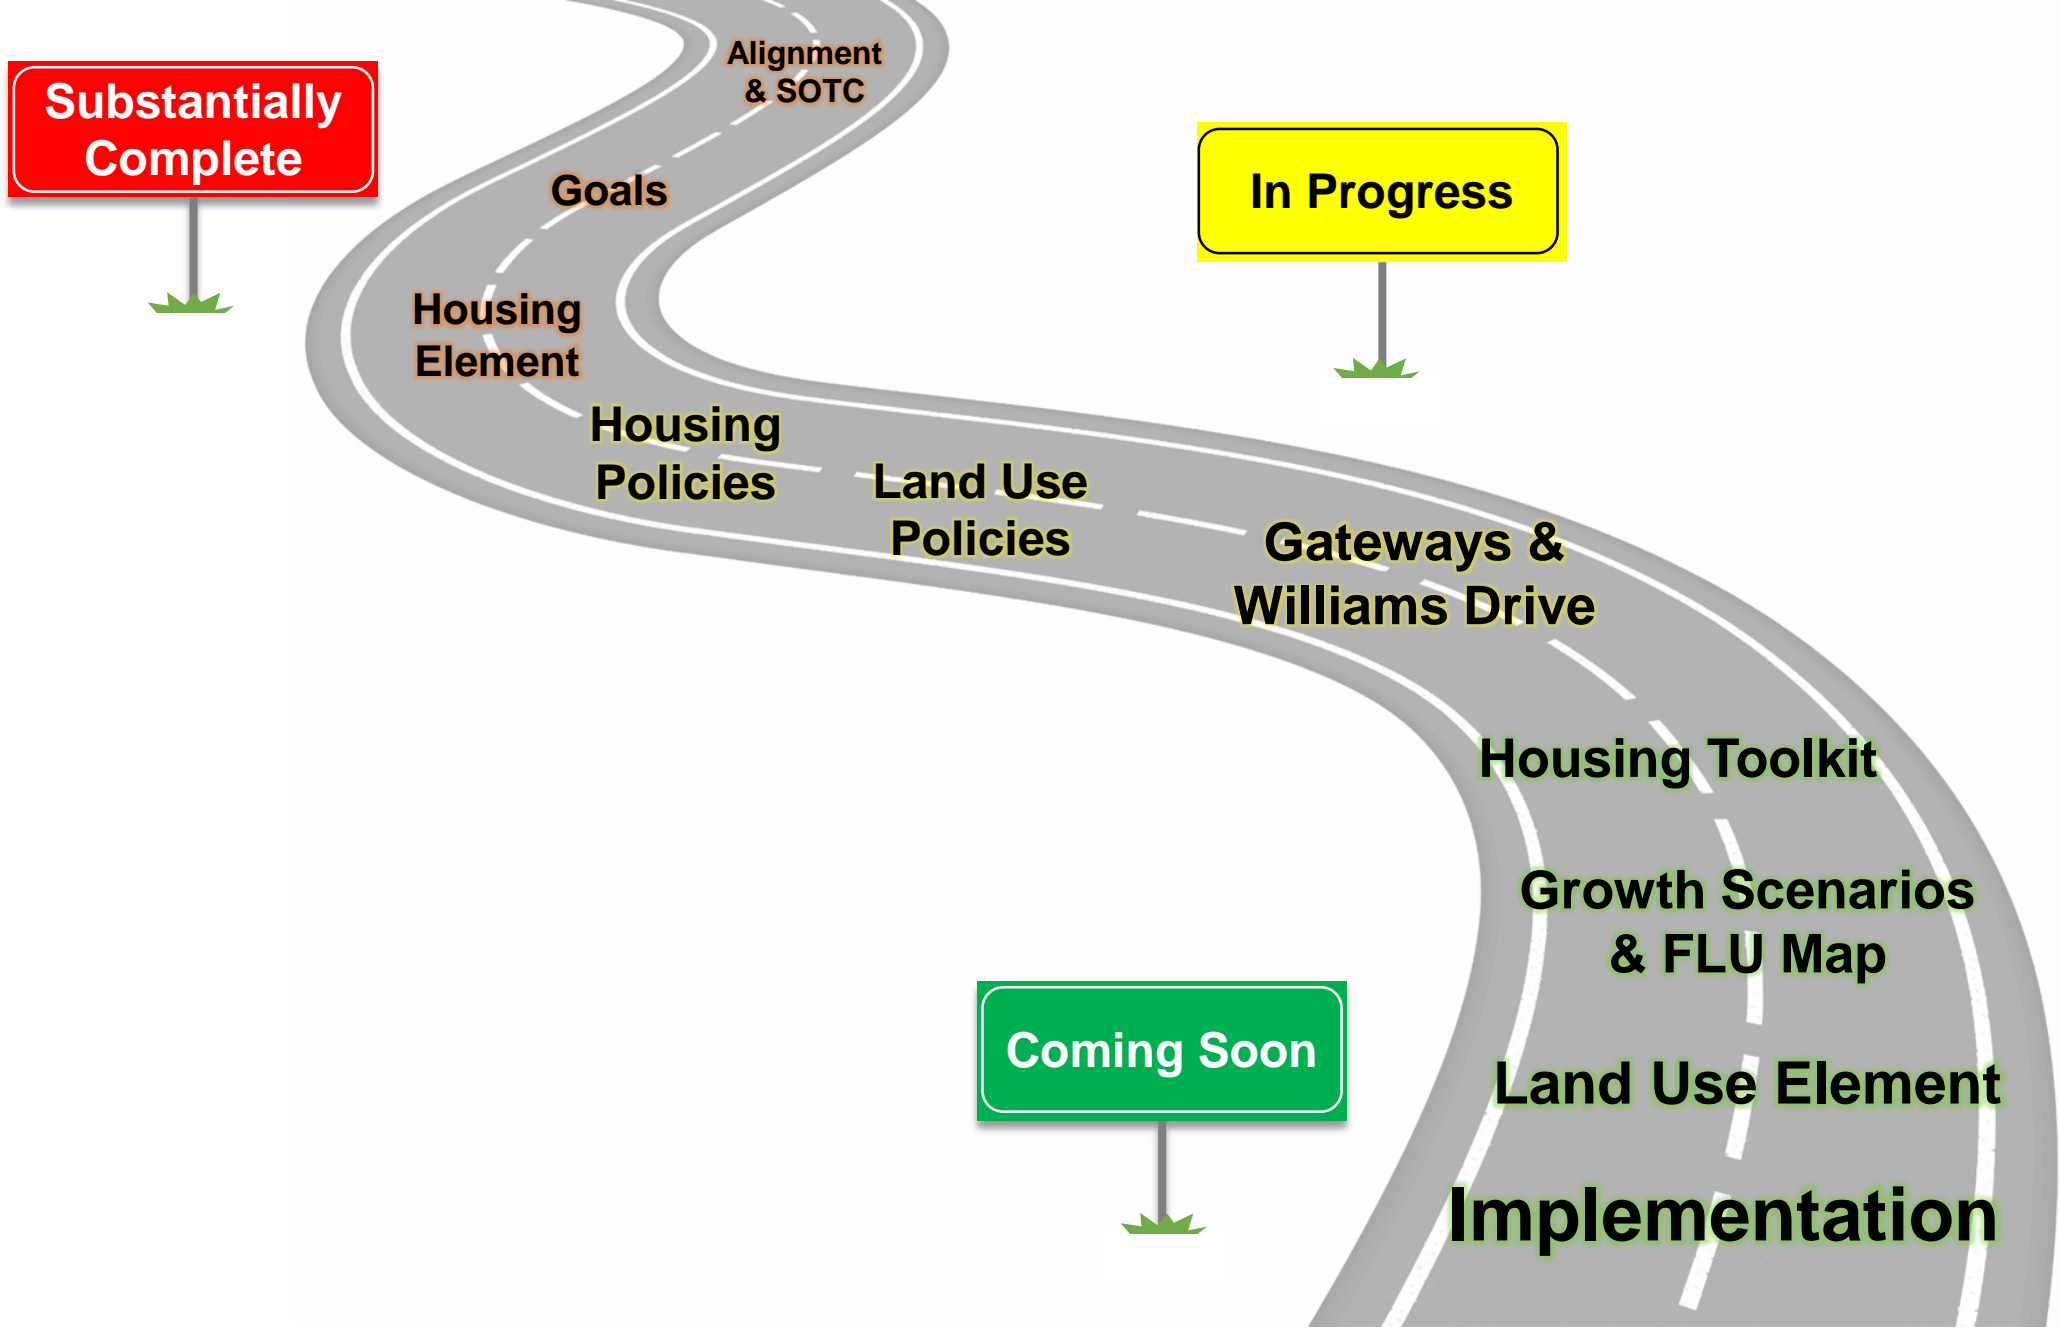 Alignment
& SOTC
Substantially
Complete
Goals
In Progress
Housing
Element
Housing
Policies
Land Use
Policies
Gateways &
Williams Drive
Housing Toolkit
Growth Scenarios
& FLU Map
Coming Soon
Land Use Element
Implementation